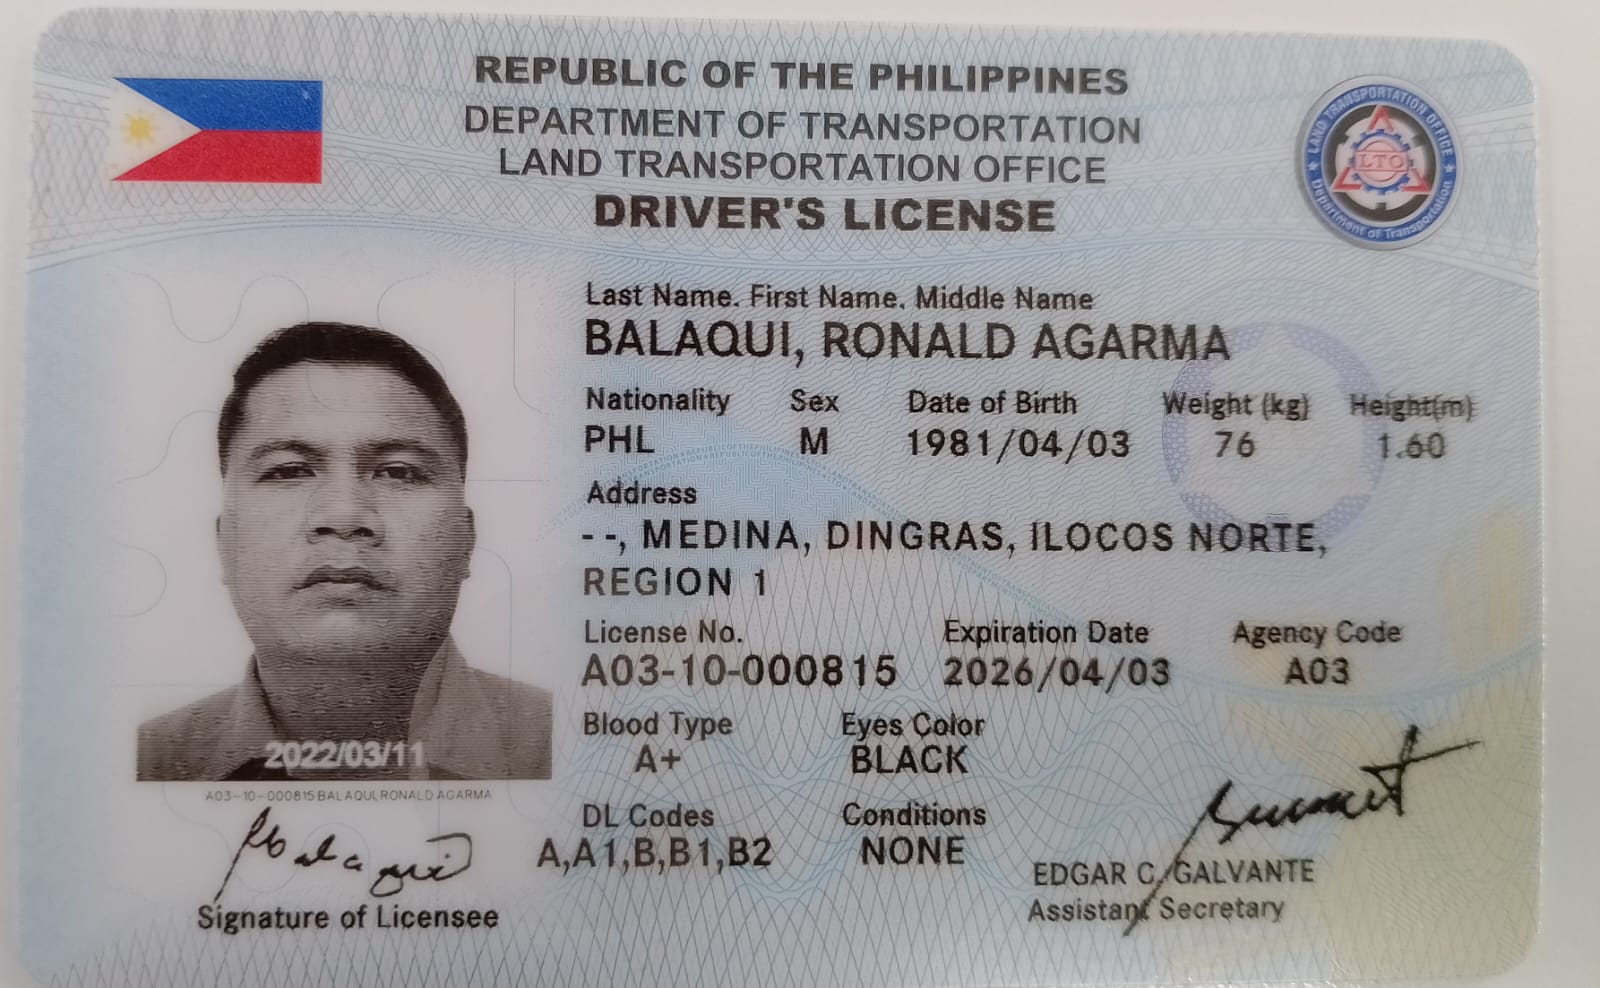 REPUBLIC OF THE PHILIPPINES
DEPARTMENT OF TRANSPORTATION
LAND TRANSPORTATION OFFICE
DRIVER'S LICENSE
LAND TRANSPORTATION OFFICE
LTO
Department of Transportation
Last Name. First Name. Middle Name
BALAQUI, RONALD AGARMA
Nationality Sex Date of Birth Weight (kg) Height(m)
PHL M 1981/04/03 76 1.60
Address
--, MEDINA, DINGRAS, ILOCOS NORTE,
REGION 1
License No. Expiration Date Agency Code
A03-10-000815 2026/04/03 A03
Blood Type Eyes Color
A+ BLACK
DL Codes Conditions
A,A1,B,B1,B2 NONE
2022/03/11
A03-10-000815 BALAQUI, RONALD AGARMA
Balaqui
Signature of Licensee
EDGAR C. GALVANTE
Assistant Secretary